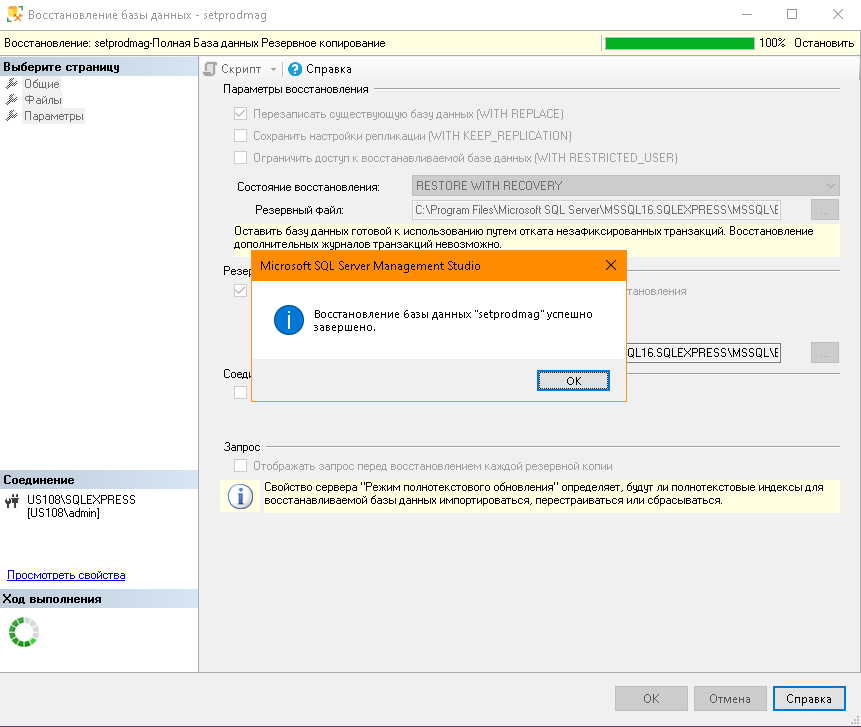 Восстановление базы данных - setprodmag
Восстановление: setprodmag-Полная База данных Резервное копирование
100% Остановить
Выберите страницу
Общие
Файлы
Параметры
Скрипт
Справка
Параметры восстановления
Перезаписать существующую базу данных (WITH REPLACE)
Сохранить настройки репликации (WITH KEEP_REPLICATION)
Ограничить доступ к восстанавливаемой базе данных (WITH RESTRICTED_USER)
Состояние восстановления:
RESTORE WITH RECOVERY
Резервный файл:
C:\Program Files\Microsoft SQL Server\MSSQL16.SQLEXPRESS\MSSQL\
...
Оставить базу данных готовой к использованию путем отката незафиксированных транзакций. Восстановление
дополнительных журналов транзакций невозможно.
Microsoft SQL Server Management Studio
Восстановление базы данных "setprodmag" успешно
завершено.
OK
Резер
становления
QL16.SQLEXPRESS\MSSQL\
...
Соеди
Запрос
Отображать запрос перед восстановлением каждой резервной копии
Свойство сервера "Режим полнотекстового обновления" определяет, будут ли полнотекстовые индексы для
восстанавливаемой базы данных импортироваться, перестраиваться или сбрасываться.
Соединение
US108\SQLEXPRESS
[US108\admin]
Просмотреть свойства
Ход выполнения
OK
Отмена
Справка